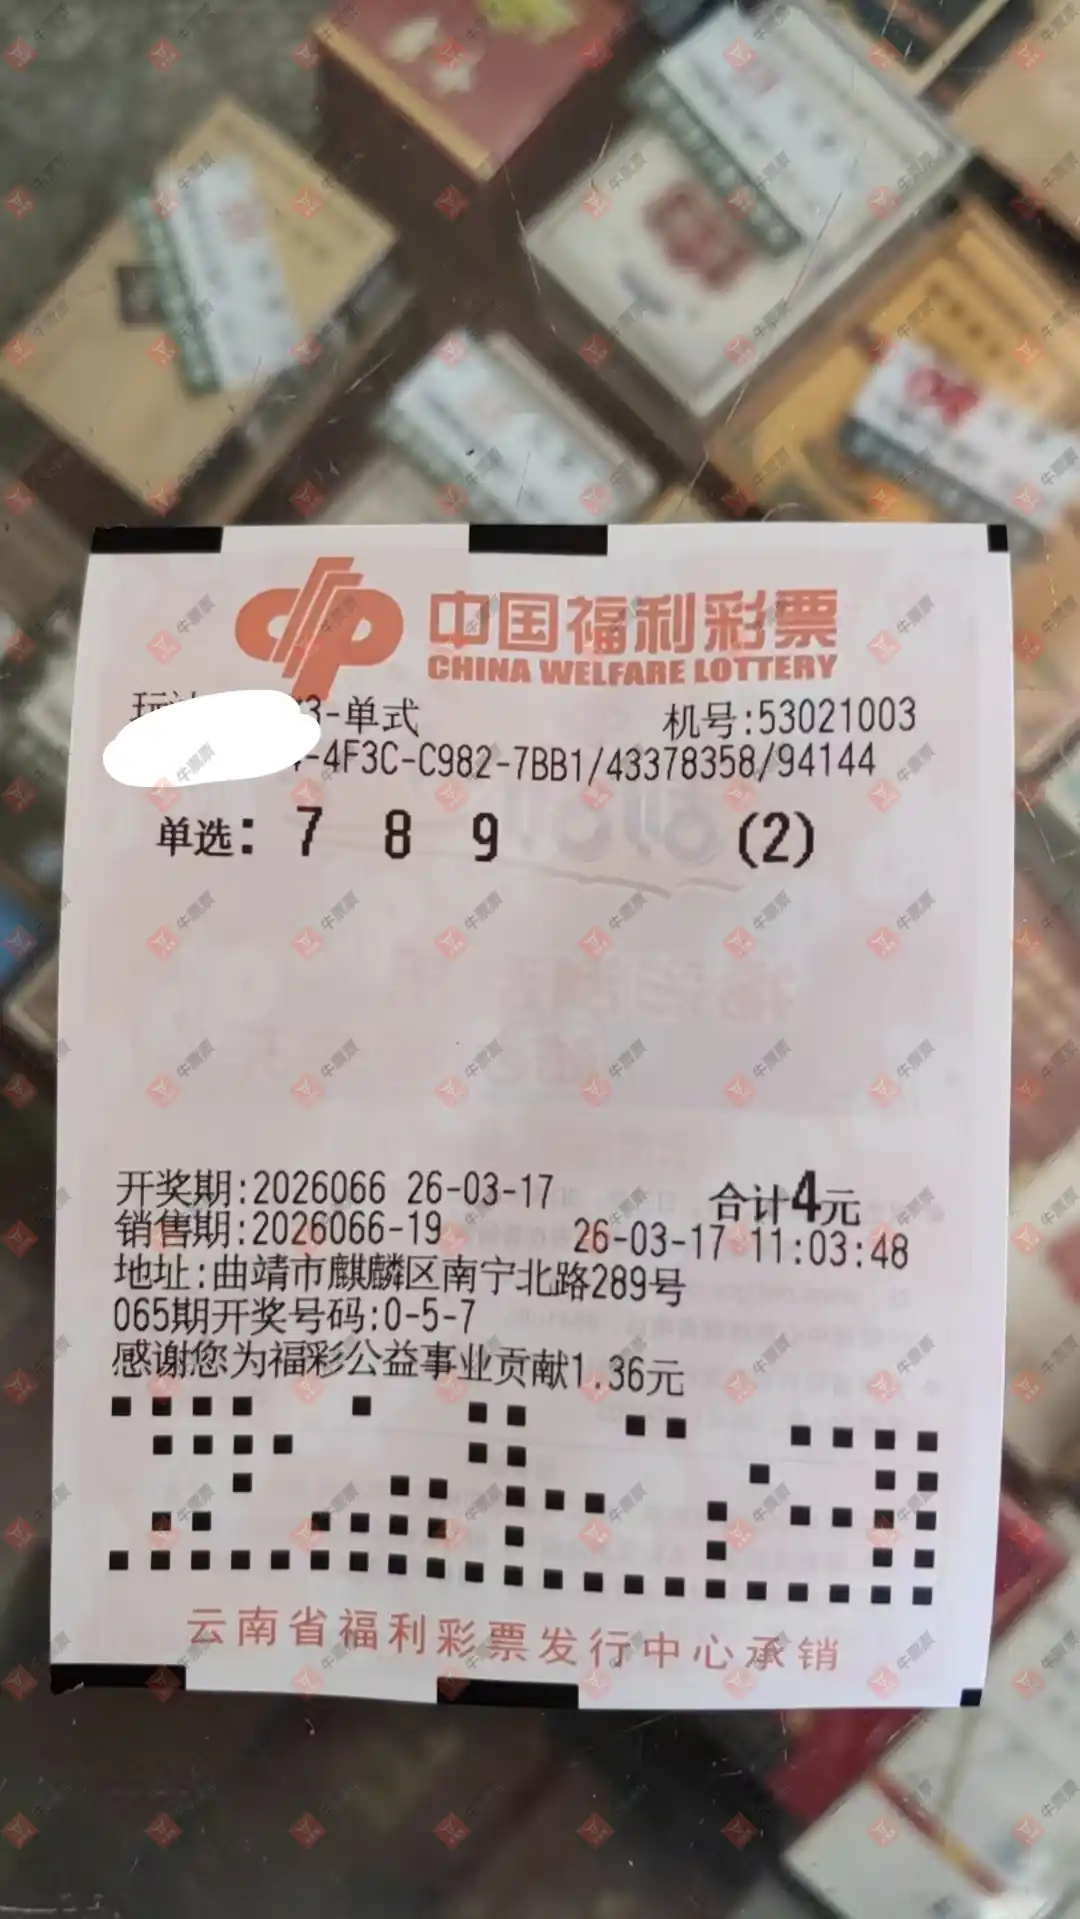 中国福利彩票
CHINA WELFARE LOTTERY
3-单式 机号:53021003
-4F3C-C982-7BB1/43378358/94144
单选: 7 8 9 (2)
开奖期:2026066 26-03-17 合计4元
销售期:2026066-19 26-03-17 11:03:48
地址:曲靖市麒麟区南宁北路289号
065期开奖号码:0-5-7
感谢您为福彩公益事业贡献1.36元
云南省福利彩票发行中心承销
牛票票